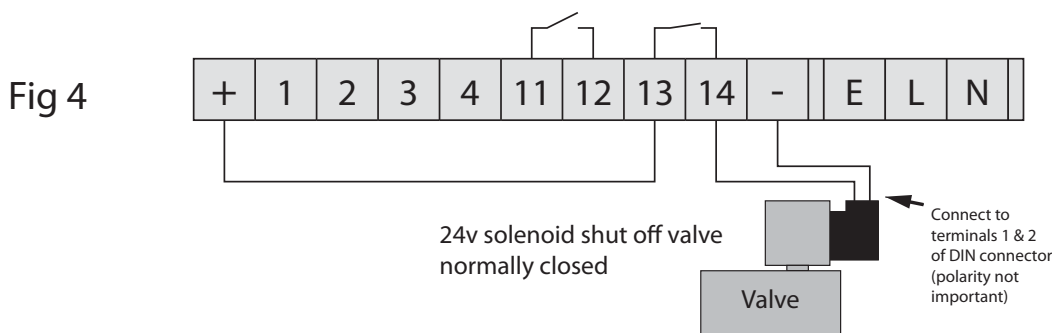 Fig 4
+ 1 2 3 4 11 12 13 14 - E L N
24v solenoid shut off valve
normally closed
Valve
Connect to
terminals 1 & 2
of DIN connector
(polarity not
important)